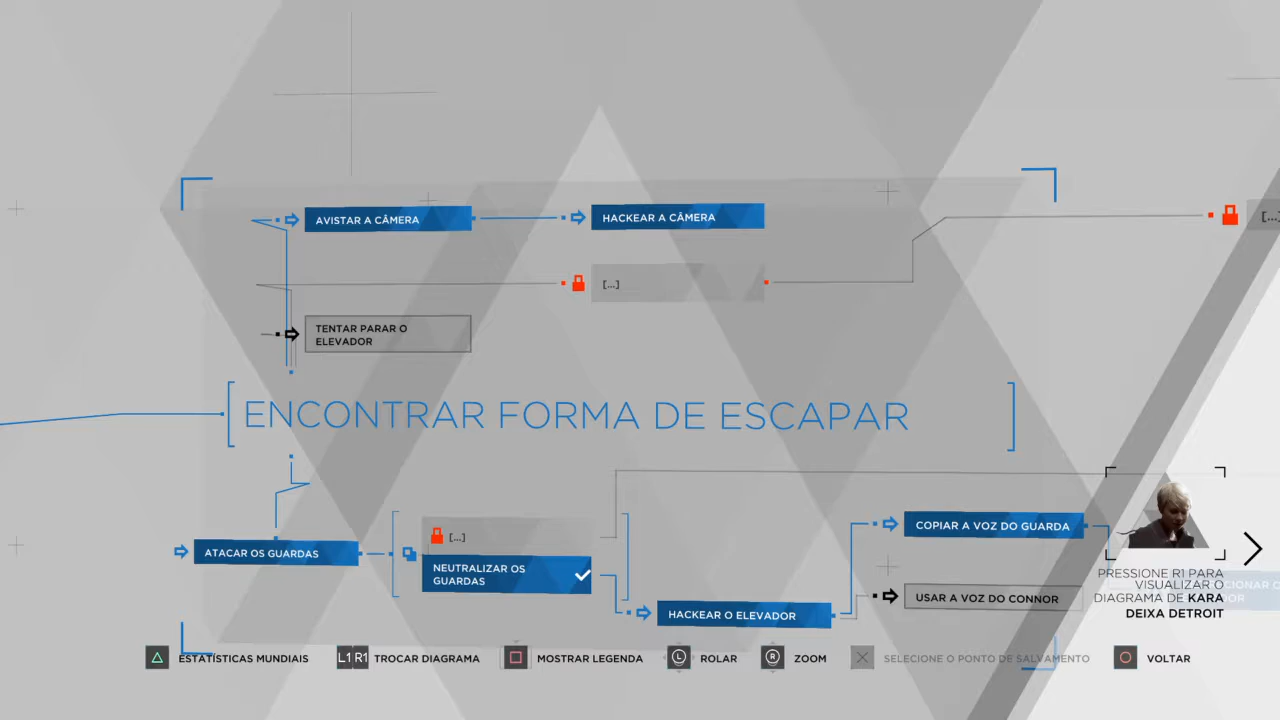 AVISTAR A CÂMERA
HACKEAR A CÂMERA
[...]
[...]
TENTAR PARAR O
ELEVADOR
ENCONTRAR FORMA DE ESCAPAR
ATACAR OS GUARDAS
[...]
NEUTRALIZAR OS
GUARDAS
HACKEAR O ELEVADOR
COPIAR A VOZ DO GUARDA
USAR A VOZ DO CONNOR
PRESSIONE R1 PARA
VISUALIZAR O
DIAGRAMA DE KARA
DEIXA DETROIT
ESTATÍSTICAS MUNDIAIS
L1 R1 TROCAR DIAGRAMA
MOSTRAR LEGENDA
L ROLAR
R ZOOM
SELECIONE O PONTO DE SALVAMENTO
VOLTAR